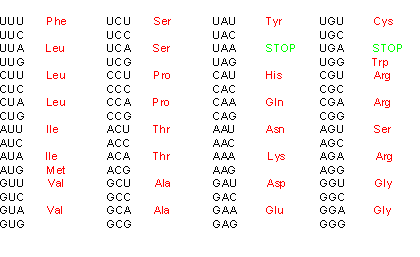 UUU Phe UCU Ser UAU Tyr UGU Cys
UUC UCC UAC UGC
UUA Leu UCA Ser UAA STOP UGA STOP
UUG UCG UAG UGG Trp
CUU Leu CCU Pro CAU His CGU Arg
CUC CCC CAC CGC
CUA Leu CCA Pro CAA Gln CGA Arg
CUG CCG CAG CGG
AUU Ile ACU Thr AAU Asn AGU Ser
AUC ACC AAC AGC
AUA Ile ACA Thr AAA Lys AGA Arg
AUG Met ACG AAG AGG
GUU Val GCU Ala GAU Asp GGU Gly
GUC GCC GAC GGC
GUA Val GCA Ala GAA Glu GGA Gly
GUG GCG GAG GGG